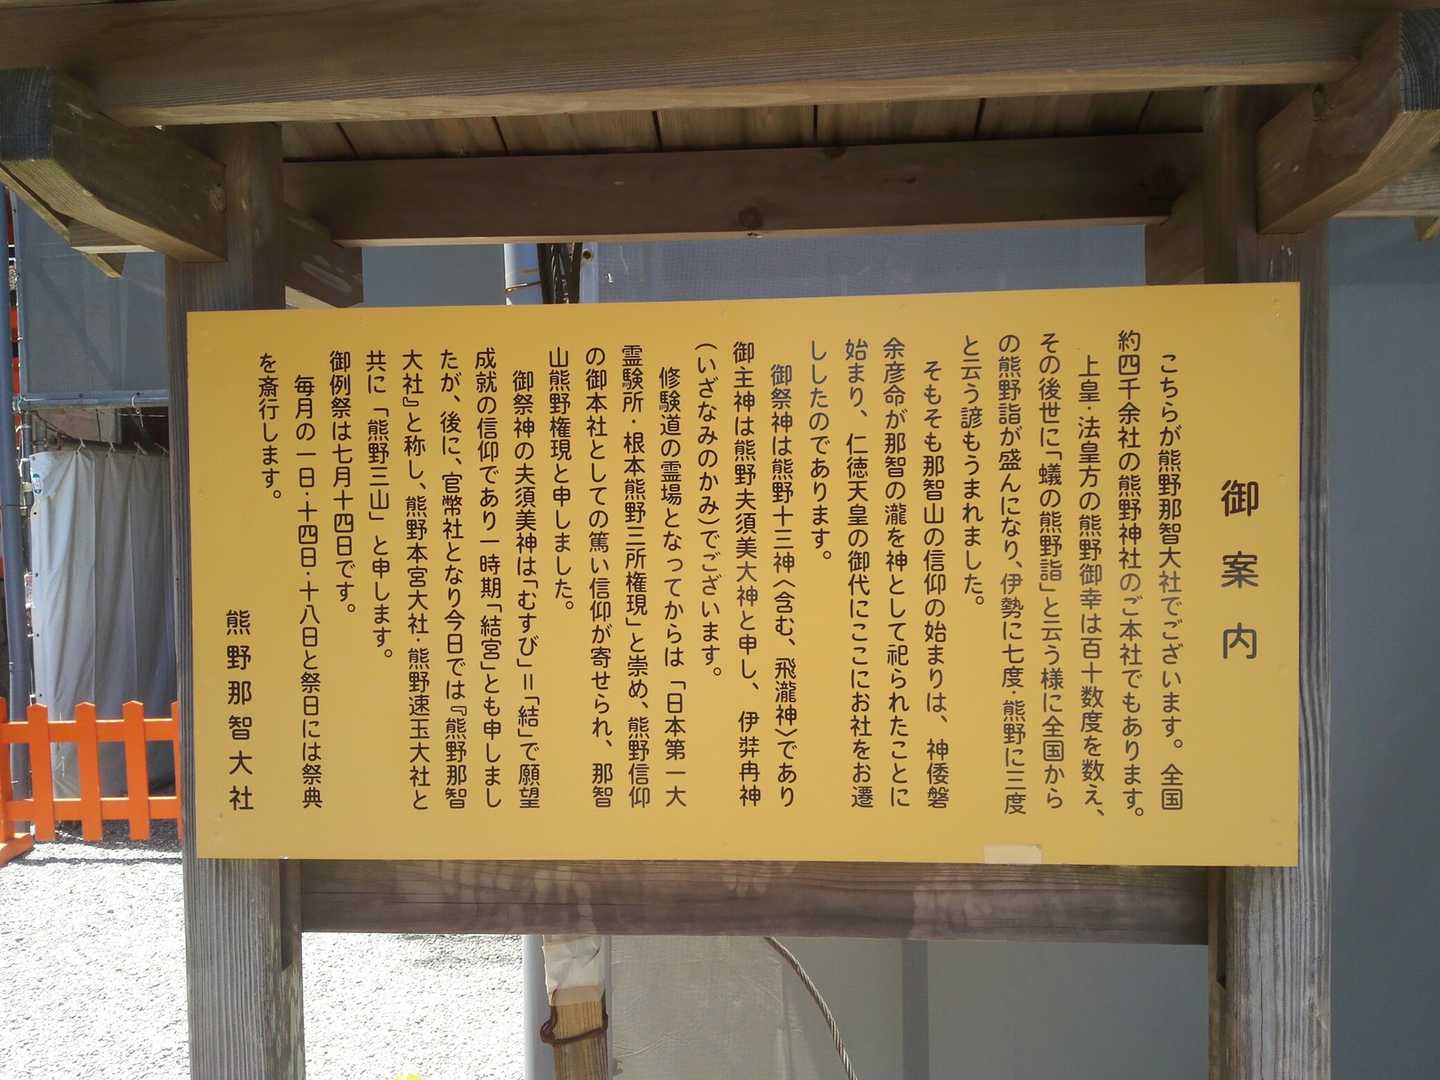 御案内
こちらが熊野那智大社でございます。全国
約四千余社の熊野神社のご本社でもあります。
上皇・法皇方の熊野御幸は百十数度を数え、
その後世に「蟻の熊野詣」と云う様に全国から
の熊野詣が盛んになり、伊勢に七度・熊野に三度
と云う諺もうまれました。
そもそも那智山の信仰の始まりは、神倭磐
余彦命が那智の瀧を神として祀られたことに
始まり、仁徳天皇の御代にここにお社をお遷
ししたのであります。
御祭神は熊野十三神〈含む、飛瀧神〉であり
御主神は熊野夫須美大神と申し、伊弉冉神
(いざなみのかみ)でございます。
修験道の霊場となってからは「日本第一大
霊験所・根本熊野三所権現」と崇め、熊野信仰
の御本社としての篤い信仰が寄せられ、那智
山熊野権現と申しました。
御祭神の夫須美神は「むすび」=「結」で願望
成就の信仰であり一時期「結宮」とも申しまし
たが、後に、官幣社となり今日では『熊野那智
大社』と称し、熊野本宮大社・熊野速玉大社と
共に「熊野三山」と申します。
御例祭は七月十四日です。
毎月の一日・十四日・十八日と祭日には祭典
を斎行します。
熊野那智大社